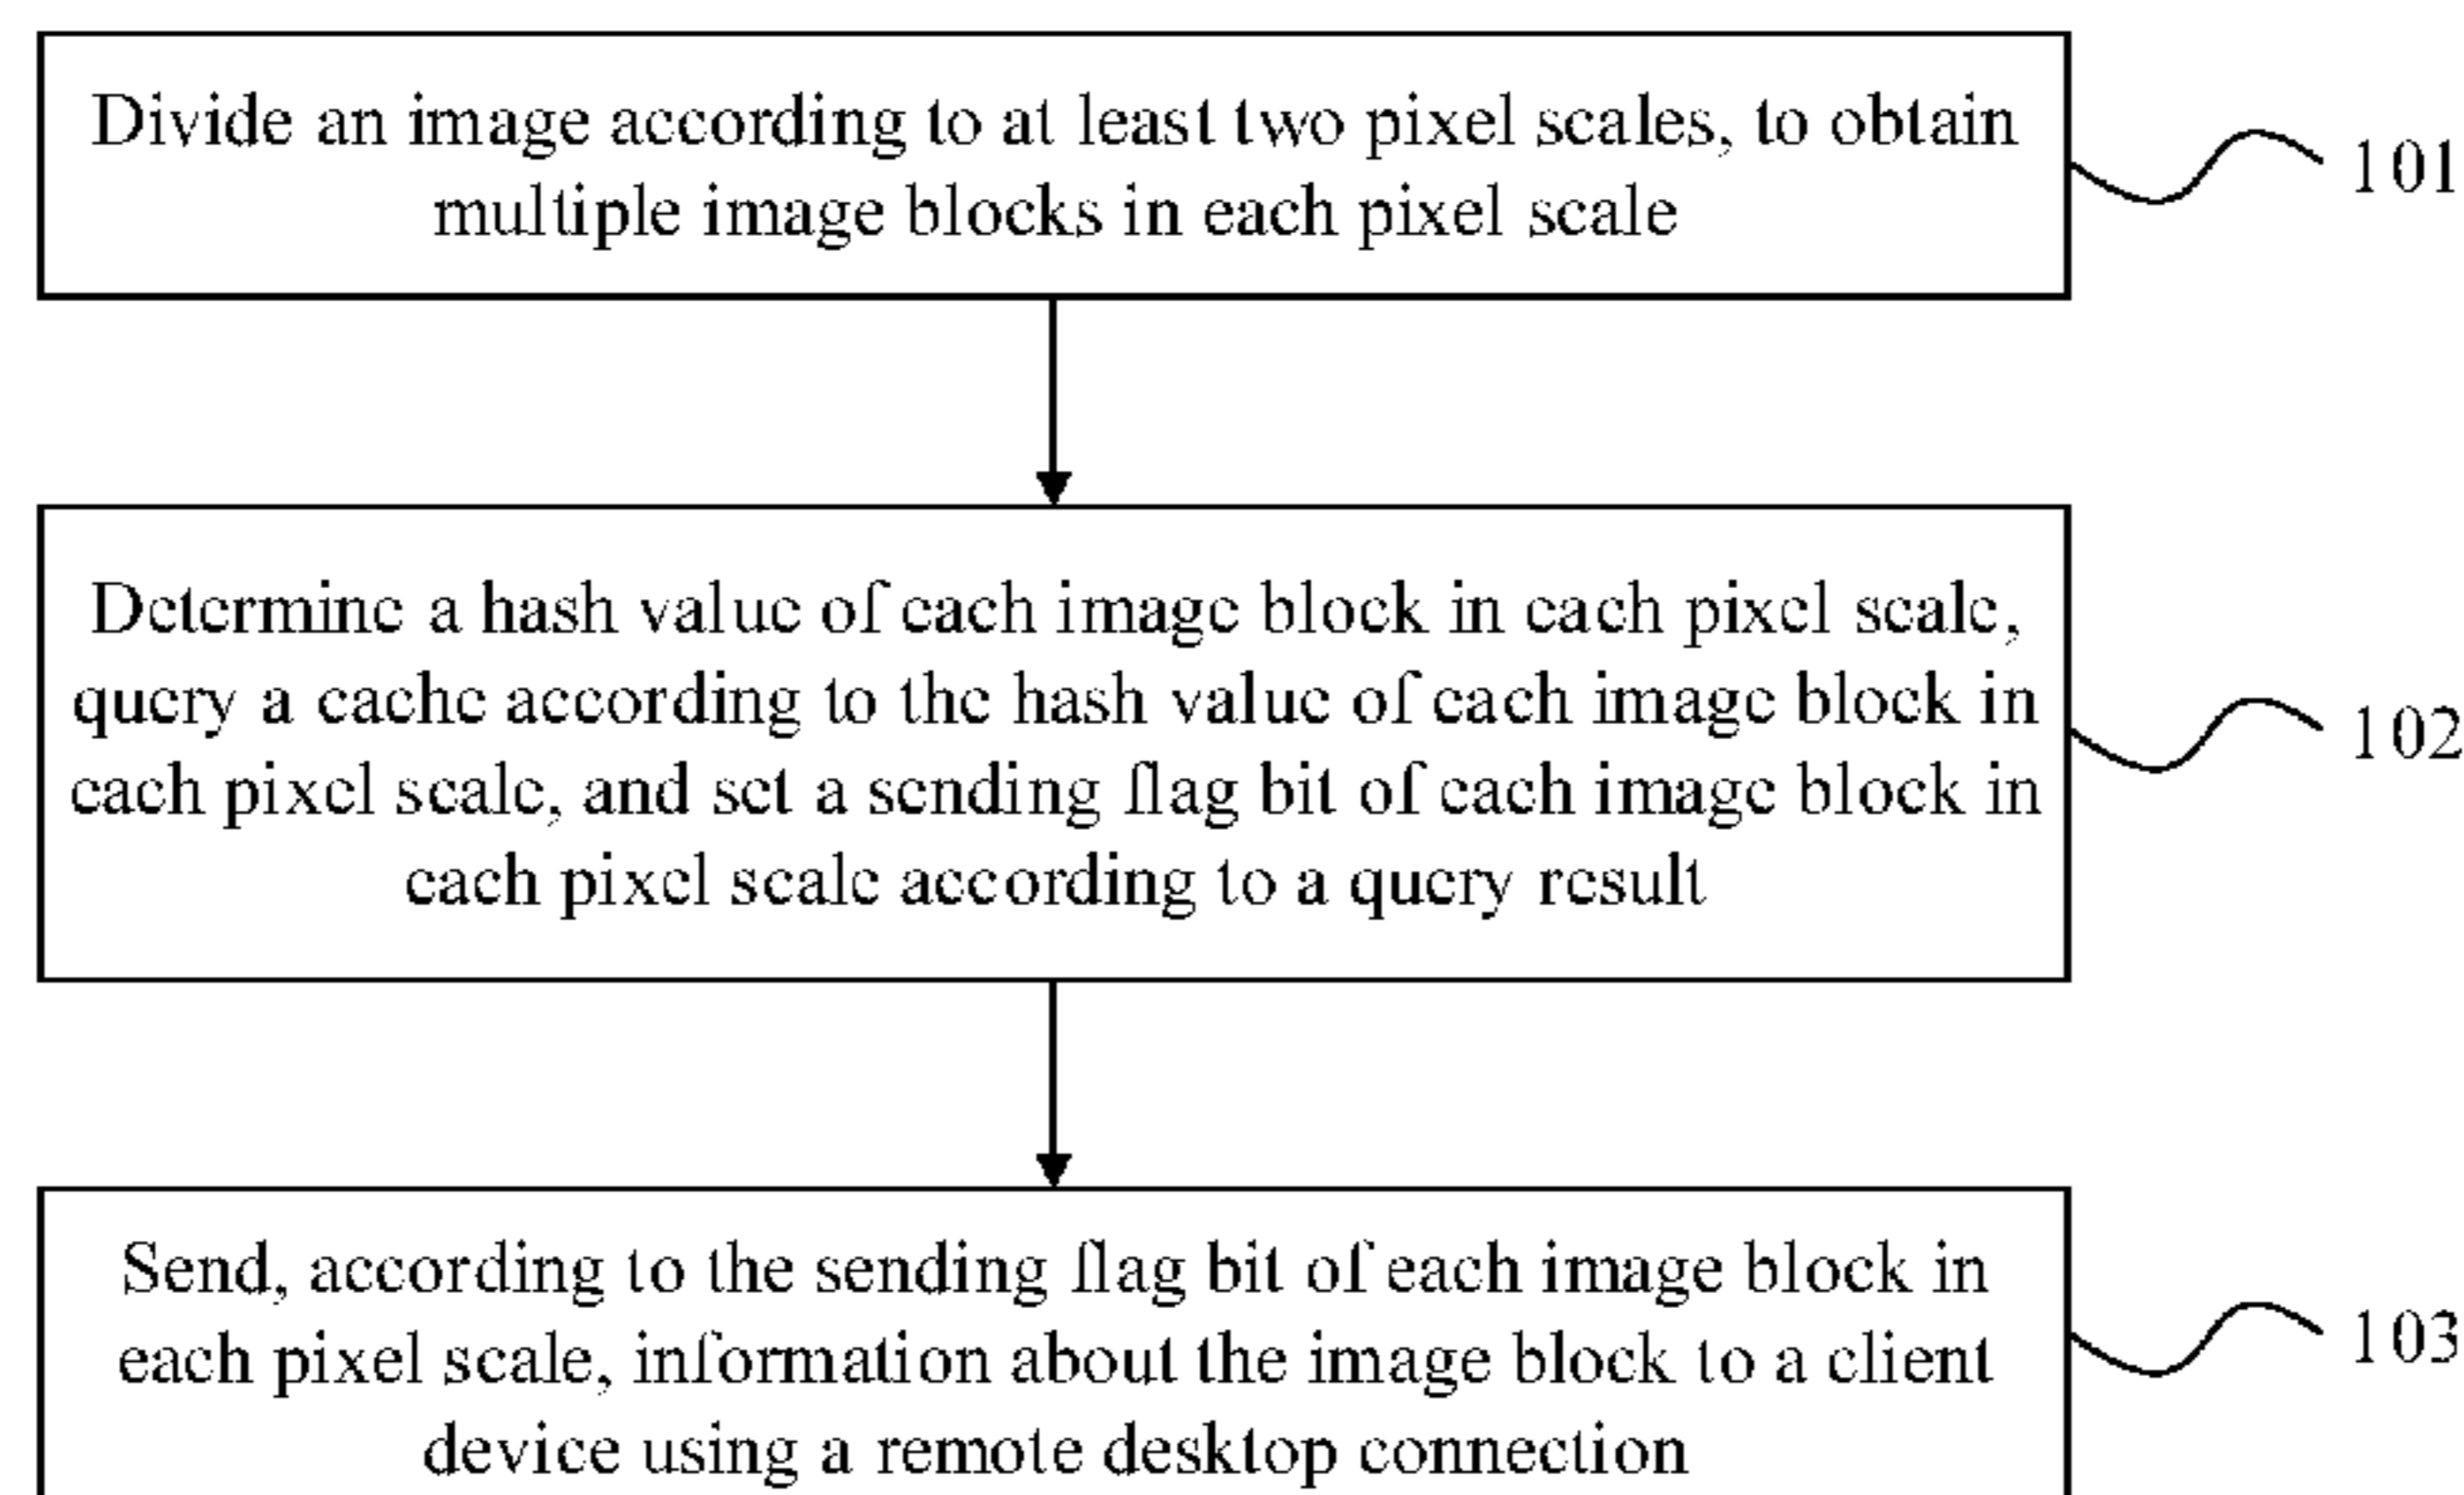 Divide an image according to at least two pixel scales, to obtain
multiple image blocks in each pixel scale
101
Determine a hash value of each image block in each pixel scale,
query a cache according to the hash value of each image block in
each pixel scale, and set a sending flag bit of each image block in
each pixel scale according to a query result
102
Send, according to the sending flag bit of each image block in
each pixel scale, information about the image block to a client
device using a remote desktop connection
103